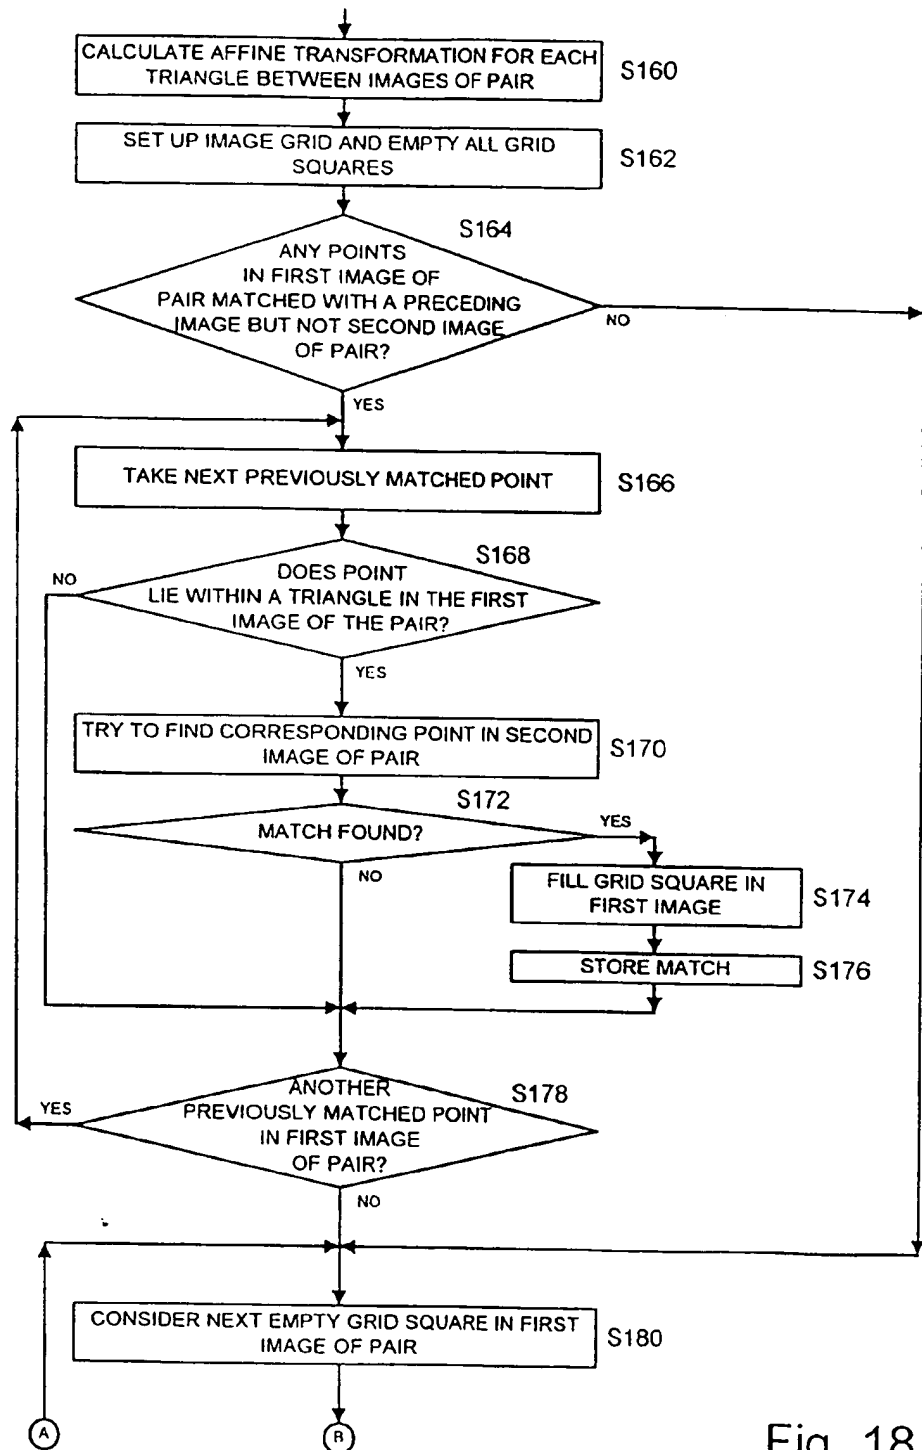 CALCULATE AFFINE TRANSFORMATION FOR EACH
TRIANGLE BETWEEN IMAGES OF PAIR
S160
SET UP IMAGE GRID AND EMPTY ALL GRID
SQUARES
S162
S164
ANY POINTS
IN FIRST IMAGE OF
PAIR MATCHED WITH A PRECEDING
IMAGE BUT NOT SECOND IMAGE
OF PAIR?
NO
YES
TAKE NEXT PREVIOUSLY MATCHED POINT
S166
S168
NO
DOES POINT
LIE WITHIN A TRIANGLE IN THE FIRST
IMAGE OF THE PAIR?
YES
TRY TO FIND CORRESPONDING POINT IN SECOND
IMAGE OF PAIR
S170
S172
MATCH FOUND?
YES
NO
FILL GRID SQUARE IN
FIRST IMAGE
S174
STORE MATCH
S176
S178
YES
ANOTHER
PREVIOUSLY MATCHED POINT
IN FIRST IMAGE
OF PAIR?
NO
CONSIDER NEXT EMPTY GRID SQUARE IN FIRST
IMAGE OF PAIR
S180
A
B
Fig. 18